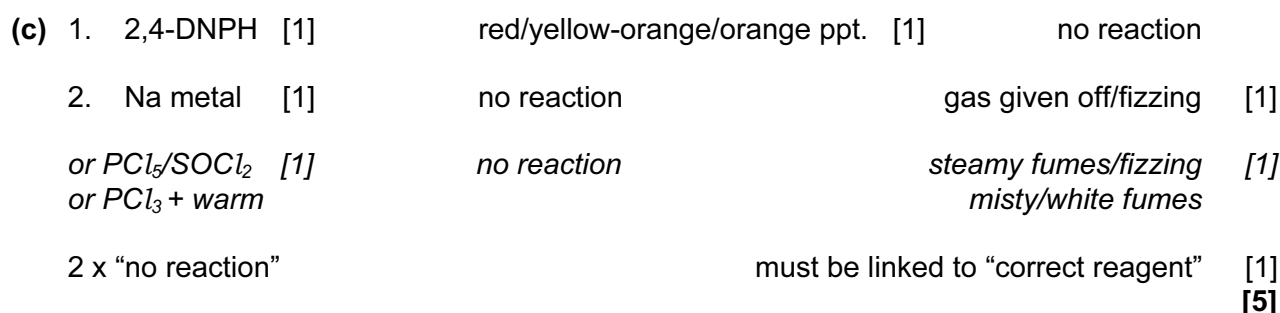 (c) 1. 2,4-DNPH [1] red/yellow-orange/orange ppt. [1] no reaction
2. Na metal [1] no reaction gas given off/fizzing [1]
or PCl₅/SOCl₂ [1] no reaction steamy fumes/fizzing [1]
or PCl₃ + warm misty/white fumes
2 x “no reaction” must be linked to “correct reagent” [1]
[5]